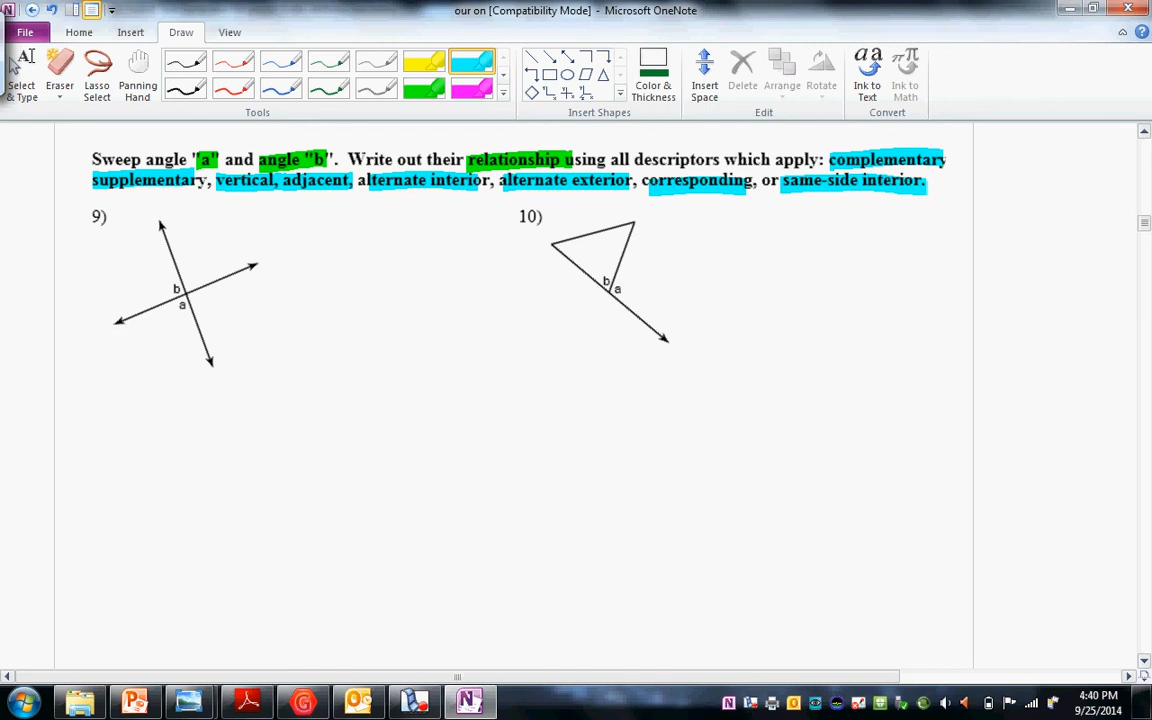 our on [Compatibility Mode] - Microsoft OneNote
File Home Insert Draw View
Select & Type
Eraser
Lasso Select
Panning Hand
Color & Thickness
Insert Space
Delete
Arrange
Rotate
Ink to Text
Ink to Math
Tools
Insert Shapes
Edit
Convert
Sweep angle "a" and angle "b". Write out their relationship using all descriptors which apply: complementary
supplementary, vertical, adjacent, alternate interior, alternate exterior, corresponding, or same-side interior.
9)
b
a
10)
b
a
4:40 PM
9/25/2014